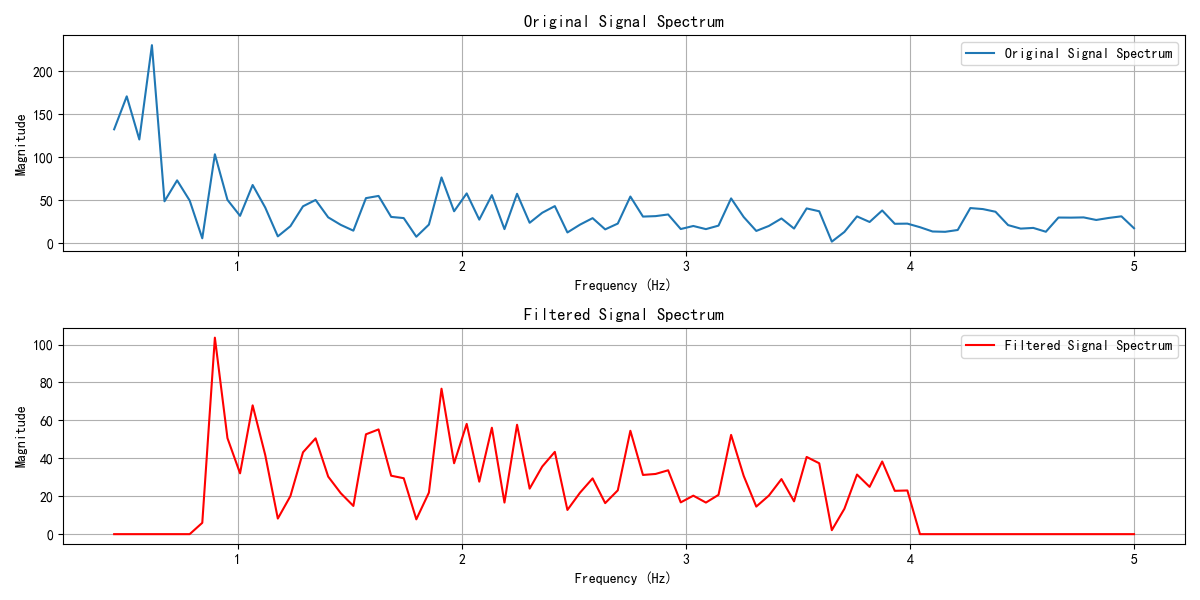 Original Signal Spectrum
Original Signal Spectrum
200
150
100
50
0
Magnitude
1 2 3 4 5
Frequency (Hz)
Filtered Signal Spectrum
Filtered Signal Spectrum
100
80
60
40
20
0
Magnitude
1 2 3 4 5
Frequency (Hz)